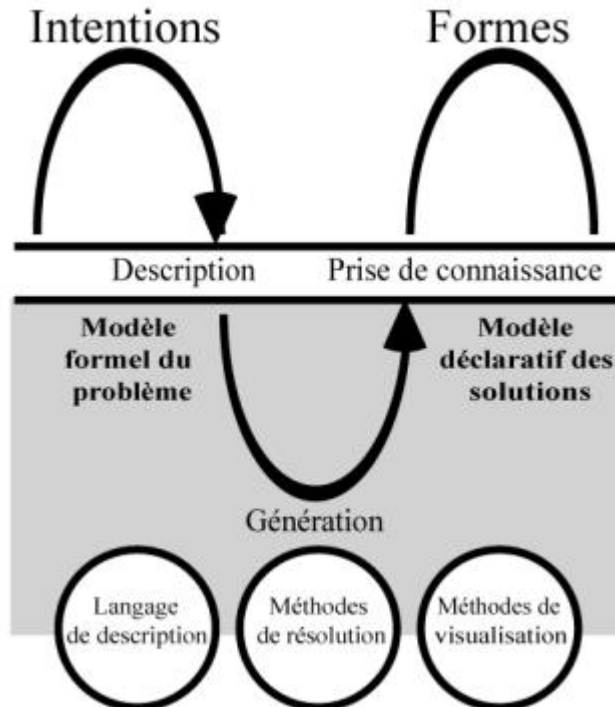 Intentions
Formes
Description
Prise de connaissance
Modèle
formel du
problème
Modèle
déclaratif des
solutions
Génération
Langage
de description
Méthodes
de résolution
Méthodes de
visualisation